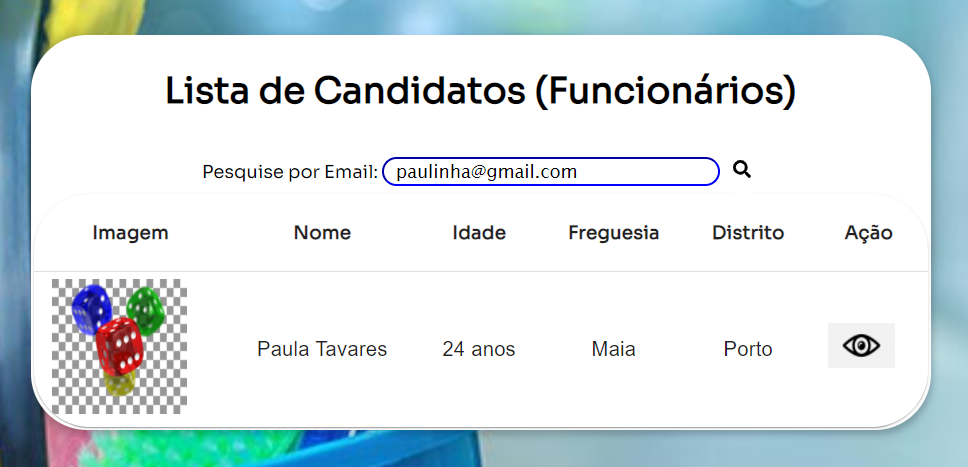 Lista de Candidatos (Funcionários)
Pesquise por Email: paulinha@gmail.com
Imagem Nome Idade Freguesia Distrito Ação
Paula Tavares 24 anos Maia Porto